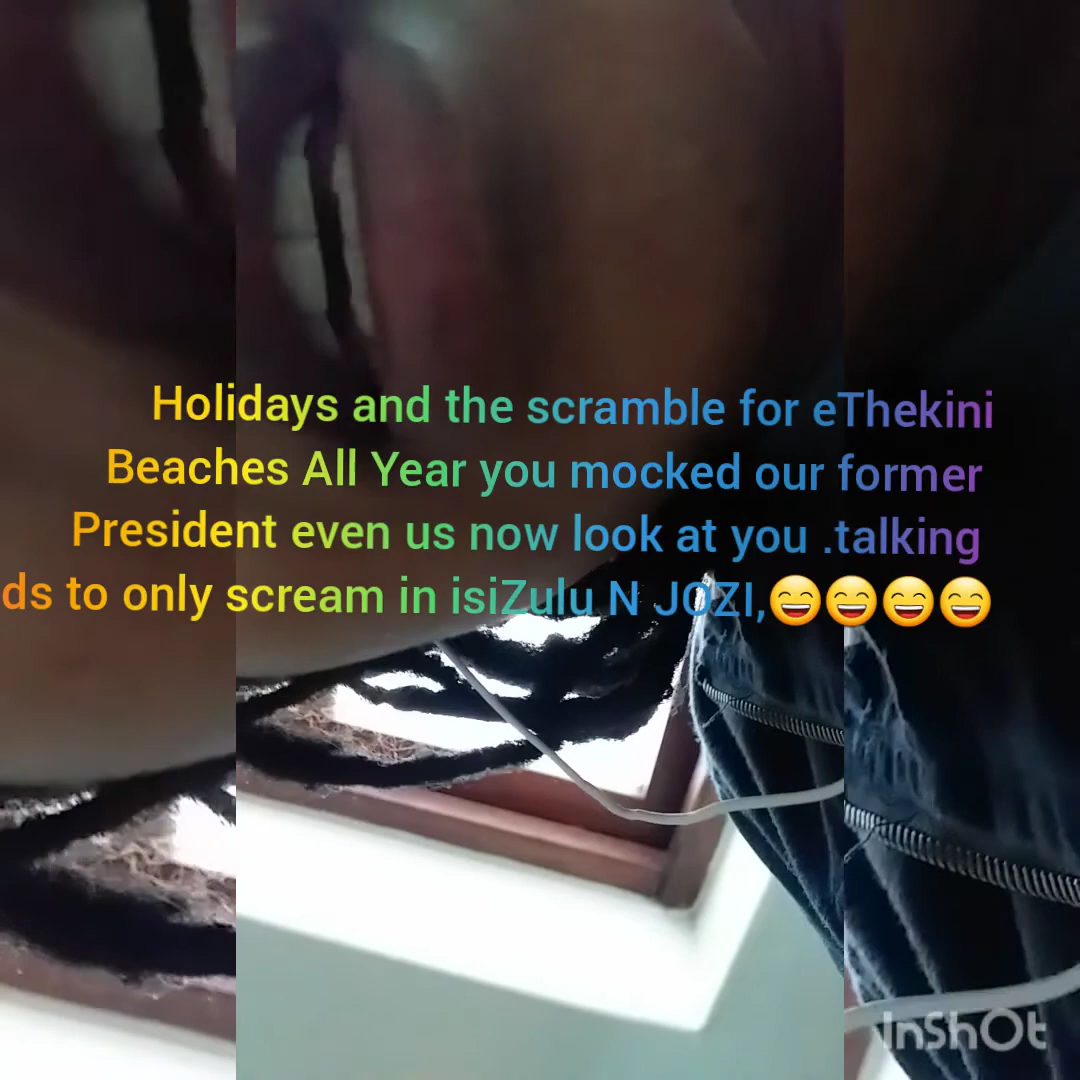 Holidays and the scramble for eThekini
Beaches All Year you mocked our former
President even us now look at you .talking
ds to only scream in isiZulu N JOZI,😄😄😄😄
InShOt